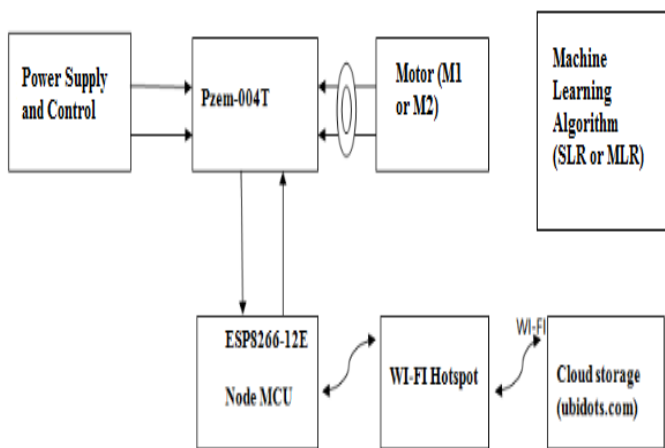 Power Supply
and Control
Pzem-004T
Motor (M1
or M2)
Machine
Learning
Algorithm
(SLR or MLR)
ESP8266-12E
Node MCU
WI-FI Hotspot
WI-FI
Cloud storage
(ubidots.com)